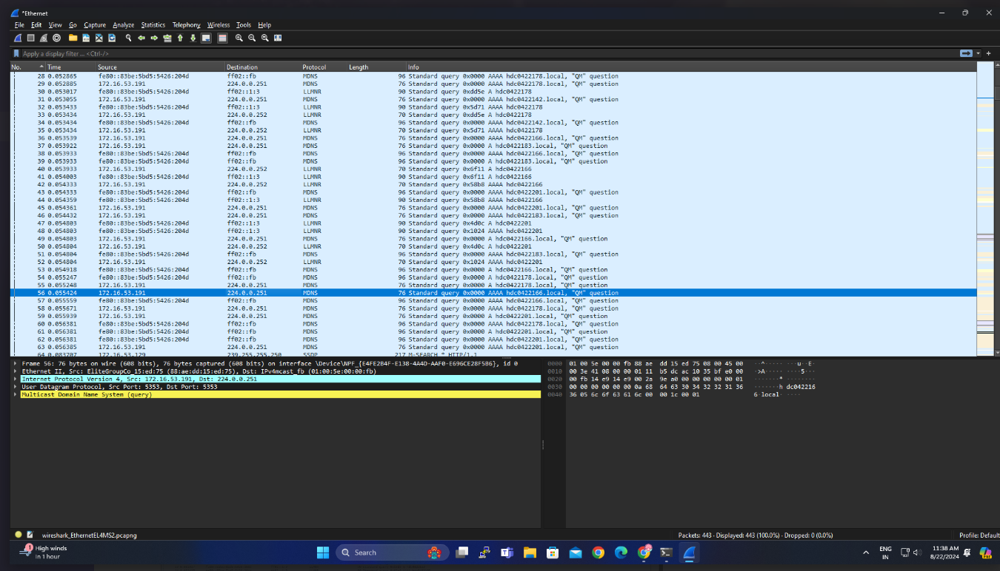 *Ethernet
File Edit View Go Capture Analyze Statistics Telephony Wireless Tools Help
Apply a display filter ... <Ctrl-/>
No. Time Source Destination Protocol Length Info
28 0.052865 fe80::83be:5bd5:5426:204d ff02::fb MDNS 96 Standard query 0x0000 AAAA hdc0422178.local, "QM" question
29 0.052885 172.16.53.191 224.0.0.251 MDNS 76 Standard query 0x0000 AAAA hdc0422178.local, "QM" question
30 0.053017 fe80::83be:5bd5:5426:204d ff02::1:3 LLMNR 90 Standard query 0xdd5e A hdc0422178
31 0.053055 172.16.53.191 224.0.0.251 MDNS 76 Standard query 0x0000 AAAA hdc0422142.local, "QM" question
32 0.053433 fe80::83be:5bd5:5426:204d ff02::1:3 LLMNR 90 Standard query 0x5d71 AAAA hdc0422178
33 0.053434 172.16.53.191 224.0.0.252 LLMNR 70 Standard query 0xdd5e A hdc0422178
34 0.053434 fe80::83be:5bd5:5426:204d ff02::fb MDNS 96 Standard query 0x0000 AAAA hdc0422142.local, "QM" question
35 0.053434 172.16.53.191 224.0.0.252 LLMNR 70 Standard query 0x5d71 AAAA hdc0422178
36 0.053539 172.16.53.191 224.0.0.251 MDNS 76 Standard query 0x0000 AAAA hdc0422166.local, "QM" question
37 0.053922 172.16.53.191 224.0.0.251 MDNS 76 Standard query 0x0000 A hdc0422183.local, "QM" question
38 0.053933 fe80::83be:5bd5:5426:204d ff02::fb MDNS 96 Standard query 0x0000 AAAA hdc0422166.local, "QM" question
39 0.053933 fe80::83be:5bd5:5426:204d ff02::fb MDNS 96 Standard query 0x0000 A hdc0422183.local, "QM" question
40 0.053933 172.16.53.191 224.0.0.252 LLMNR 70 Standard query 0x6f11 A hdc0422166
41 0.054003 fe80::83be:5bd5:5426:204d ff02::1:3 LLMNR 90 Standard query 0x6f11 A hdc0422166
42 0.054333 172.16.53.191 224.0.0.252 LLMNR 70 Standard query 0x58b8 AAAA hdc0422166
43 0.054333 fe80::83be:5bd5:5426:204d ff02::fb MDNS 96 Standard query 0x0000 AAAA hdc0422201.local, "QM" question
44 0.054359 fe80::83be:5bd5:5426:204d ff02::1:3 LLMNR 90 Standard query 0x58b8 AAAA hdc0422166
45 0.054361 172.16.53.191 224.0.0.251 MDNS 76 Standard query 0x0000 AAAA hdc0422201.local, "QM" question
46 0.054432 172.16.53.191 224.0.0.251 MDNS 76 Standard query 0x0000 AAAA hdc0422183.local, "QM" question
47 0.054803 fe80::83be:5bd5:5426:204d ff02::1:3 LLMNR 90 Standard query 0x4d0c A hdc0422201
48 0.054803 fe80::83be:5bd5:5426:204d ff02::1:3 LLMNR 90 Standard query 0x1024 AAAA hdc0422201
49 0.054803 172.16.53.191 224.0.0.251 MDNS 76 Standard query 0x0000 A hdc0422166.local, "QM" question
50 0.054804 172.16.53.191 224.0.0.252 LLMNR 70 Standard query 0x4d0c A hdc0422201
51 0.054804 fe80::83be:5bd5:5426:204d ff02::fb MDNS 96 Standard query 0x0000 AAAA hdc0422183.local, "QM" question
52 0.054804 172.16.53.191 224.0.0.252 LLMNR 70 Standard query 0x1024 AAAA hdc0422201
53 0.054918 fe80::83be:5bd5:5426:204d ff02::fb MDNS 96 Standard query 0x0000 A hdc0422166.local, "QM" question
54 0.055247 fe80::83be:5bd5:5426:204d ff02::fb MDNS 96 Standard query 0x0000 A hdc0422178.local, "QM" question
55 0.055248 172.16.53.191 224.0.0.251 MDNS 76 Standard query 0x0000 A hdc0422178.local, "QM" question
56 0.055424 172.16.53.191 224.0.0.251 MDNS 76 Standard query 0x0000 AAAA hdc0422166.local, "QM" question
57 0.055559 fe80::83be:5bd5:5426:204d ff02::fb MDNS 96 Standard query 0x0000 AAAA hdc0422166.local, "QM" question
58 0.055671 172.16.53.191 224.0.0.251 MDNS 76 Standard query 0x0000 AAAA hdc0422178.local, "QM" question
59 0.055939 172.16.53.191 224.0.0.251 MDNS 76 Standard query 0x0000 A hdc0422201.local, "QM" question
60 0.056381 fe80::83be:5bd5:5426:204d ff02::fb MDNS 96 Standard query 0x0000 AAAA hdc0422178.local, "QM" question
61 0.056381 fe80::83be:5bd5:5426:204d ff02::fb MDNS 96 Standard query 0x0000 A hdc0422201.local, "QM" question
62 0.056381 fe80::83be:5bd5:5426:204d ff02::fb MDNS 96 Standard query 0x0000 AAAA hdc0422201.local, "QM" question
63 0.056385 172.16.53.191 224.0.0.251 MDNS 76 Standard query 0x0000 AAAA hdc0422201.local, "QM" question
64 0.083707 172.16.53.129 239.255.255.250 SSDP 217 M-SEARCH * HTTP/1.1
Frame 56: 76 bytes on wire (608 bits), 76 bytes captured (608 bits) on interface \Device\NPF_{E4FE2B4F-E138-4A4D-AAF0-E696CE28F5B6}, id 0
Ethernet II, Src: EliteGroupCo_15:ed:75 (88:ae:dd:15:ed:75), Dst: IPv4mcast_fb (01:00:5e:00:00:fb)
Internet Protocol Version 4, Src: 172.16.53.191, Dst: 224.0.0.251
User Datagram Protocol, Src Port: 5353, Dst Port: 5353
Multicast Domain Name System (query)
0000 01 00 5e 00 00 fb 88 ae dd 15 ed 75 08 00 45 00 ··^····· ···u··E·
0010 00 3e 41 08 00 00 01 11 b5 dc ac 10 35 bf e0 00 ·>A····· ····5···
0020 00 fb 14 e9 14 e9 00 2a 9e a0 00 00 00 00 00 01 ·······* ········
0030 00 00 00 00 00 00 0a 68 64 63 30 34 32 32 31 36 ·······h dc042216
0040 36 05 6c 6f 63 61 6c 00 00 1c 00 01 6·local· ····
wireshark_EthernetEL4MS2.pcapng Packets: 443 · Displayed: 443 (100.0%) · Dropped: 0 (0.0%) Profile: Default
1
High winds
In 1 hour
Search
ENG
IN
11:38 AM
8/22/2024